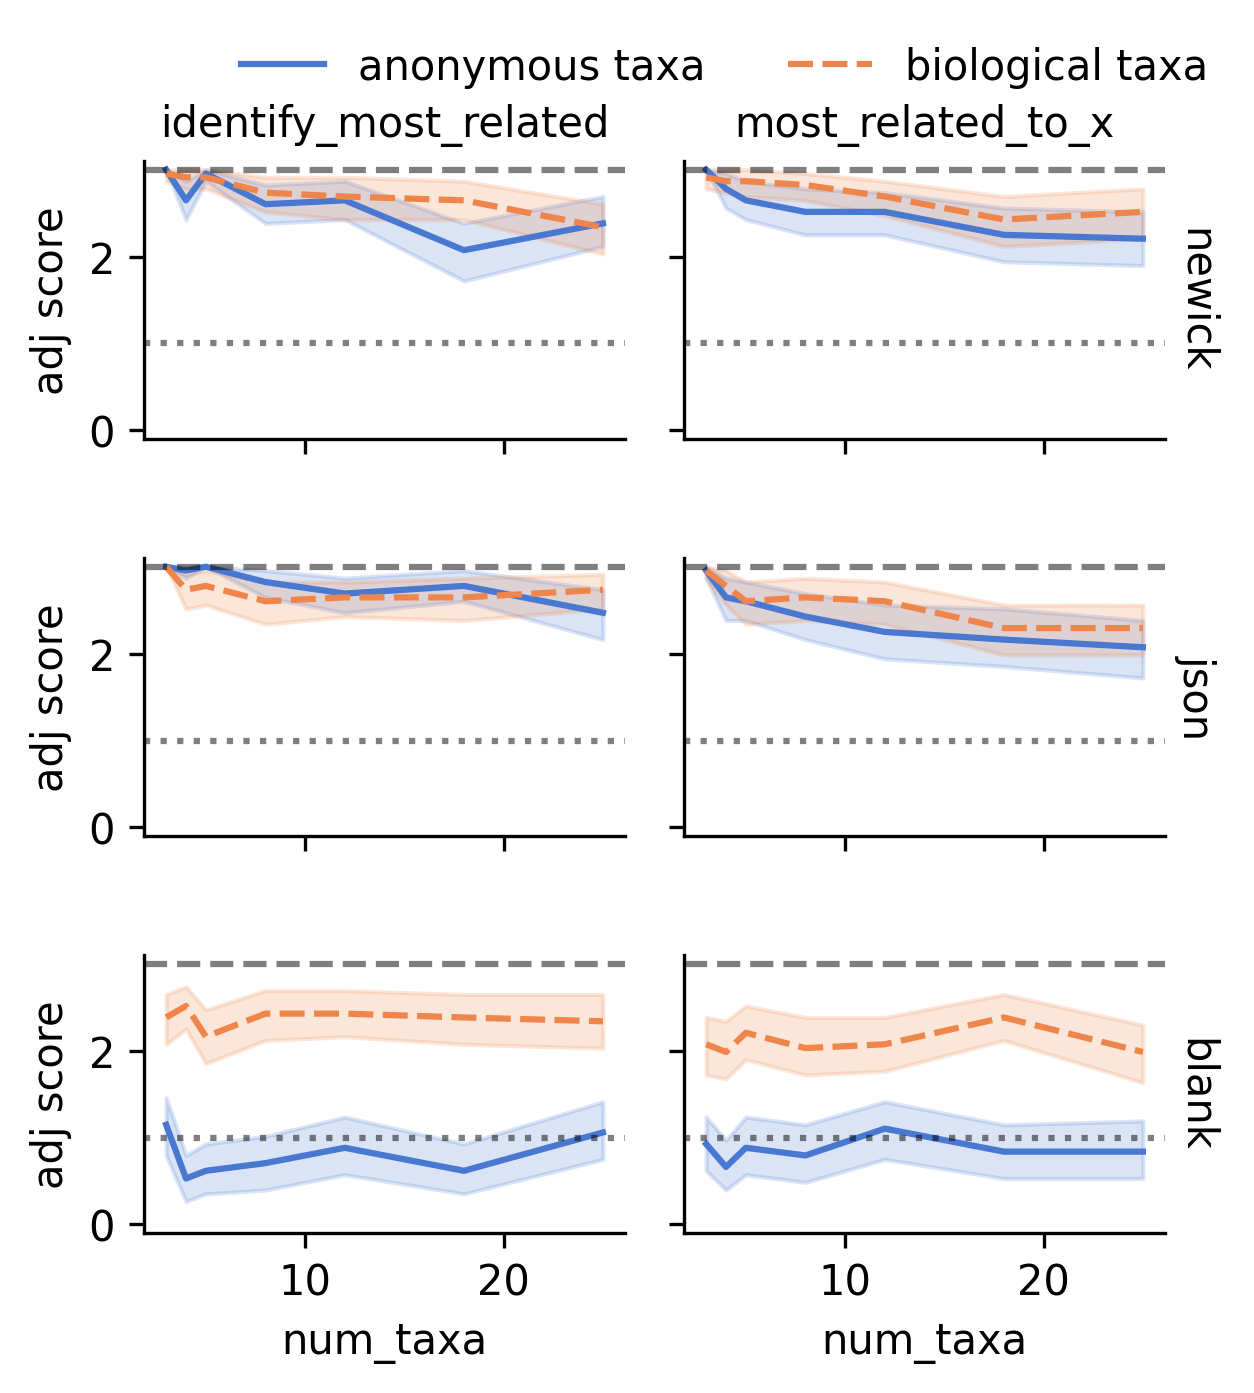 anonymous taxa
biological taxa
identify_most_related
most_related_to_x
adj score
2
0
newick
adj score
2
0
json
adj score
2
0
blank
10
20
10
20
num_taxa
num_taxa